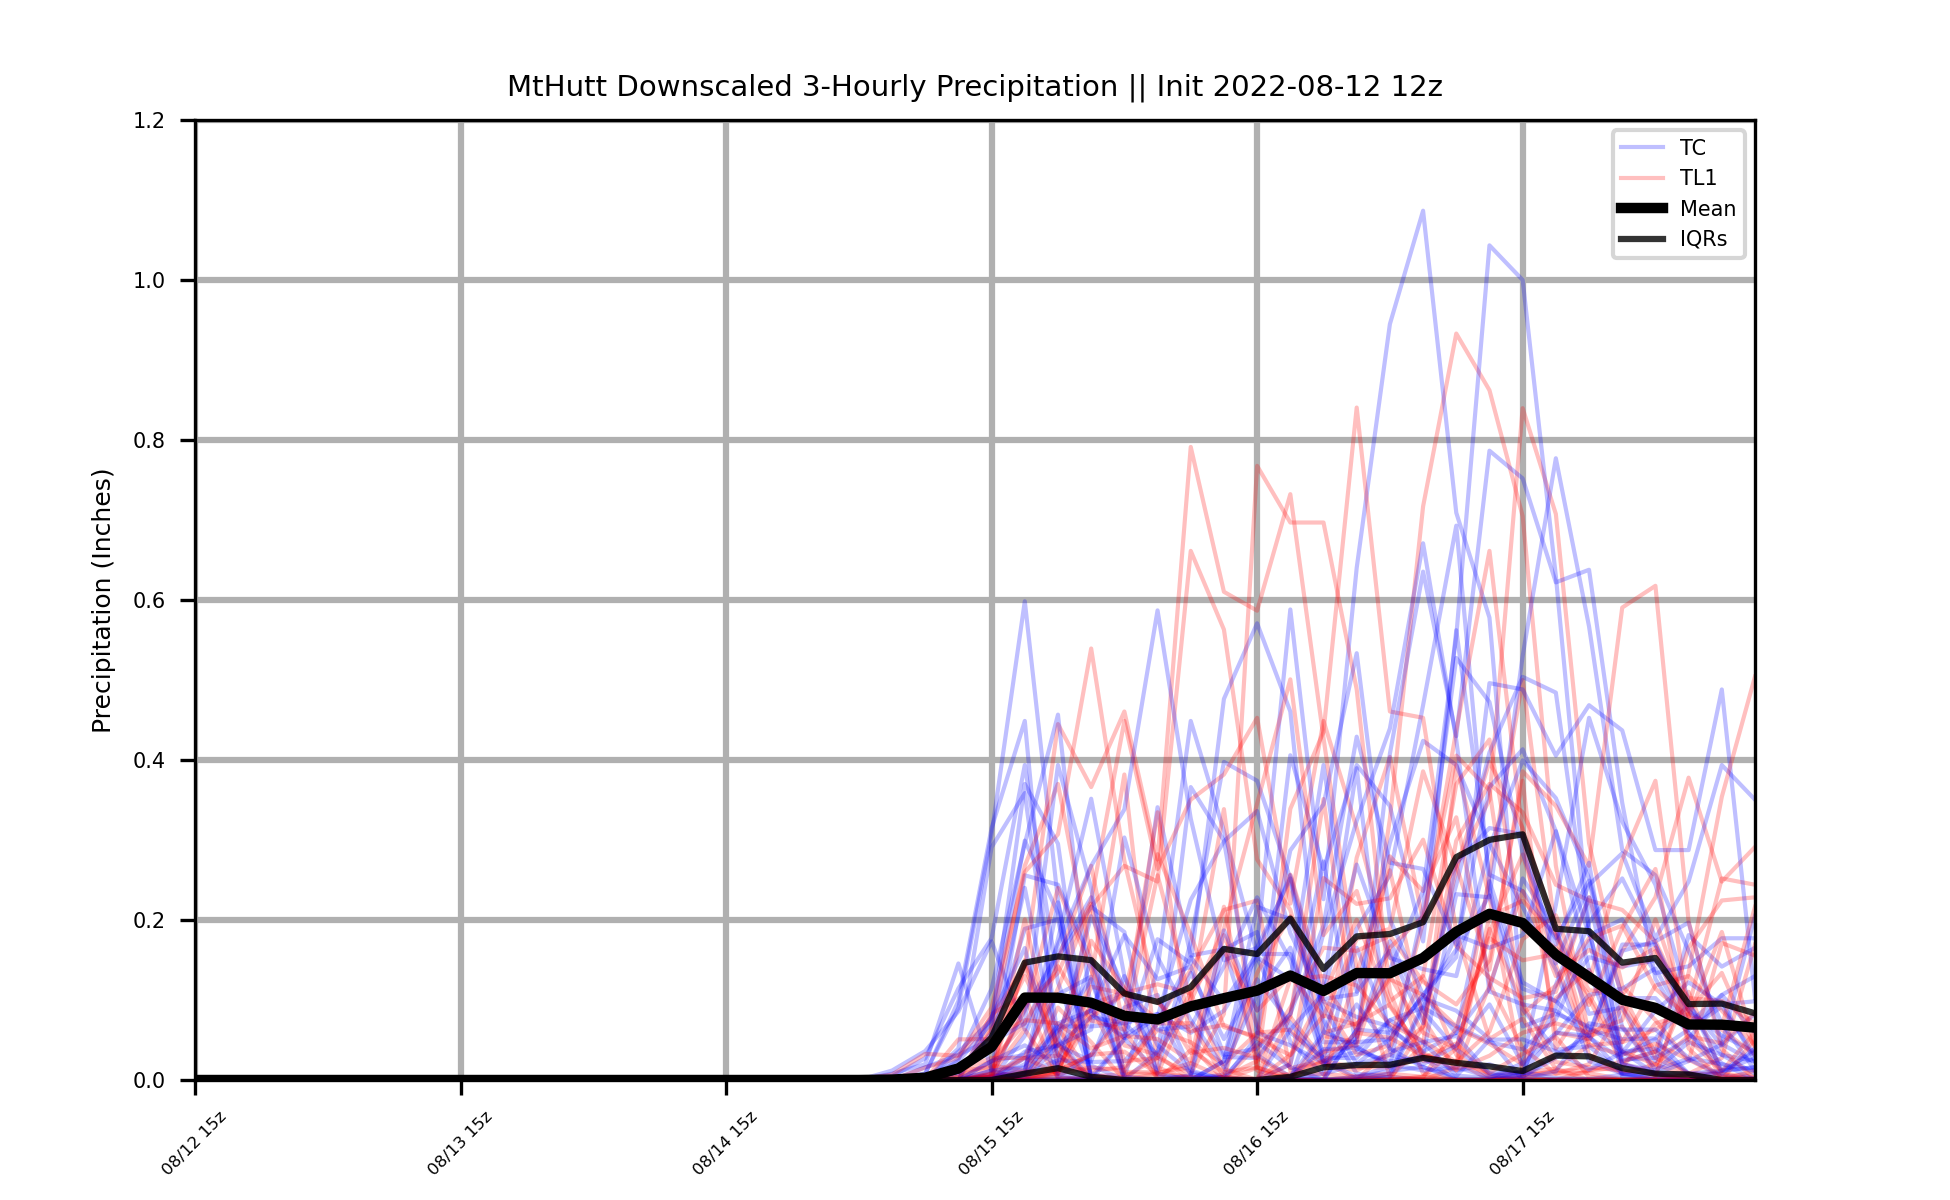 MtHutt Downscaled 3-Hourly Precipitation || Init 2022-08-12 12z
1.2
1.0
0.8
0.6
0.4
0.2
0.0
Precipitation (Inches)
TC
TL1
Mean
IQRs
08/12 15z
08/13 15z
08/14 15z
08/15 15z
08/16 15z
08/17 15z